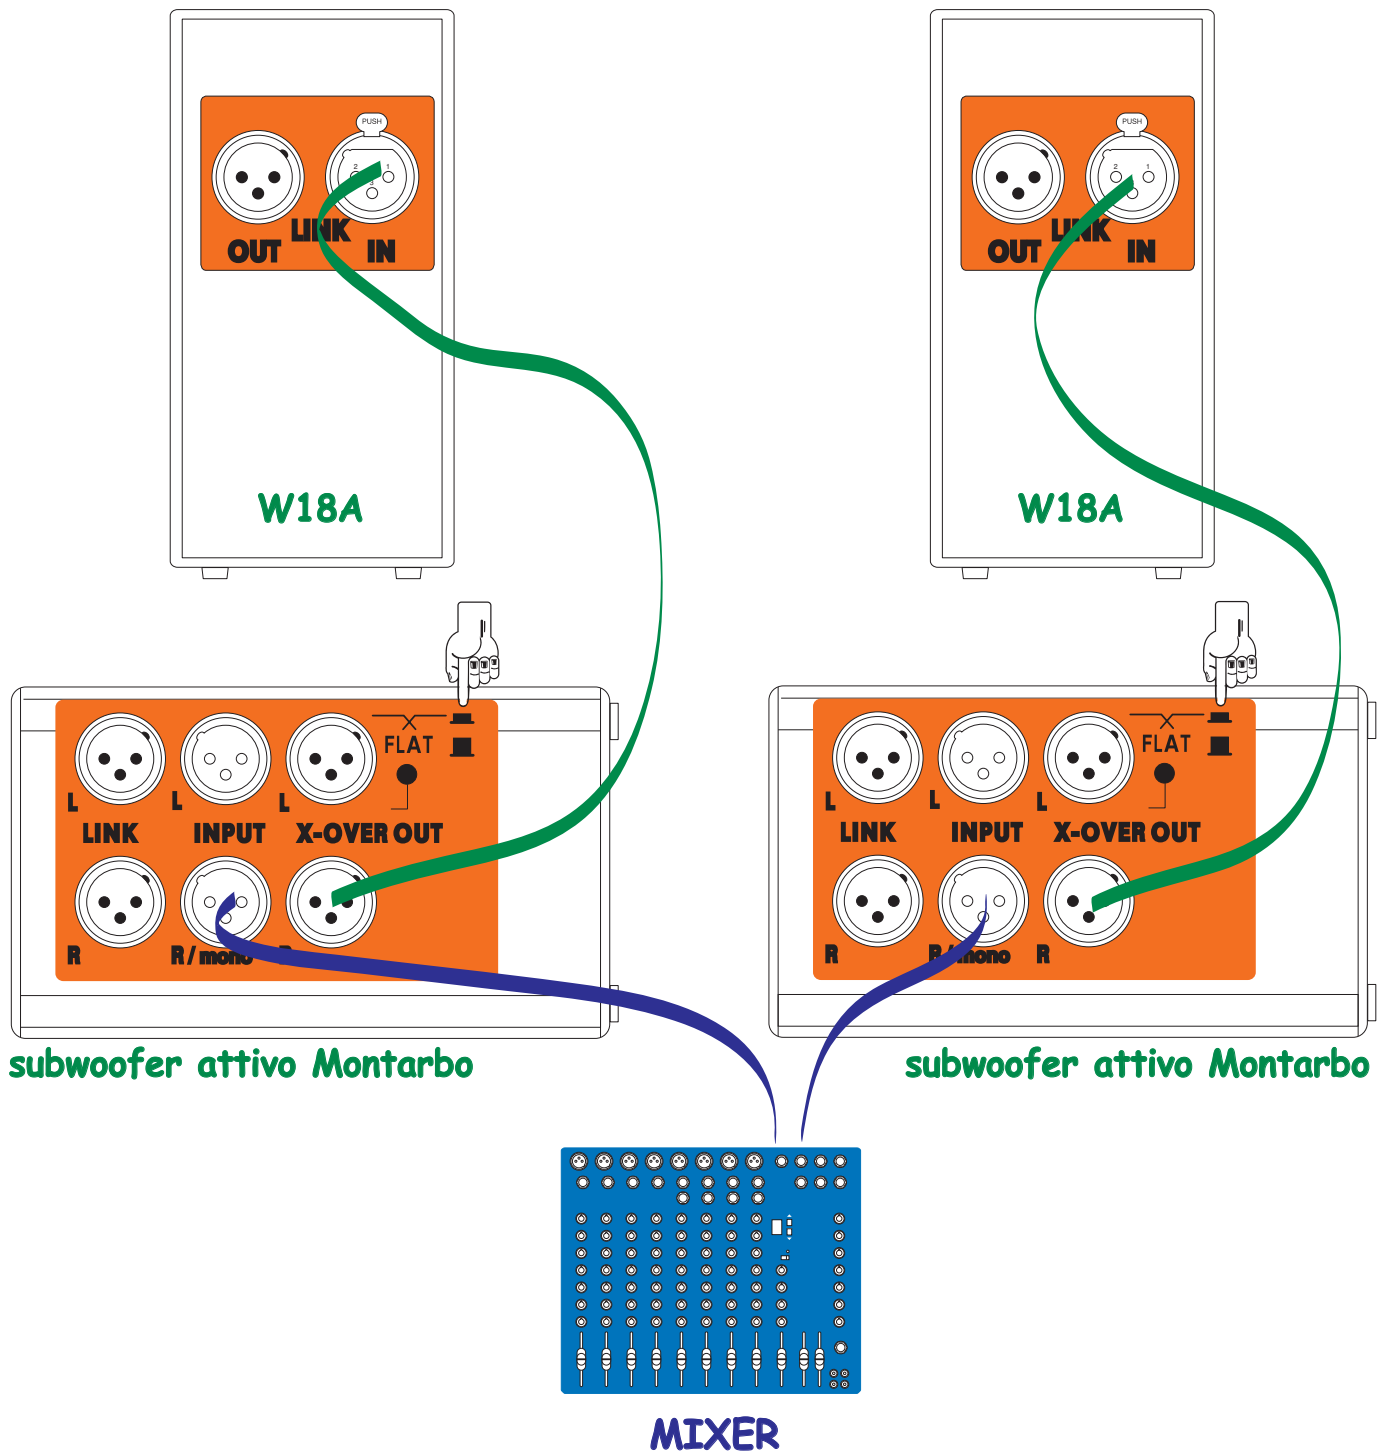 PUSH
2 1
3
LINK
OUT IN
W18A
PUSH
2 1
LINK
OUT IN
W18A
FLAT
L L L
LINK INPUT X-OVER OUT
R R / mono
subwoofer attivo Montarbo
FLAT
L L L
LINK INPUT X-OVER OUT
R R / mono R
subwoofer attivo Montarbo
MIXER